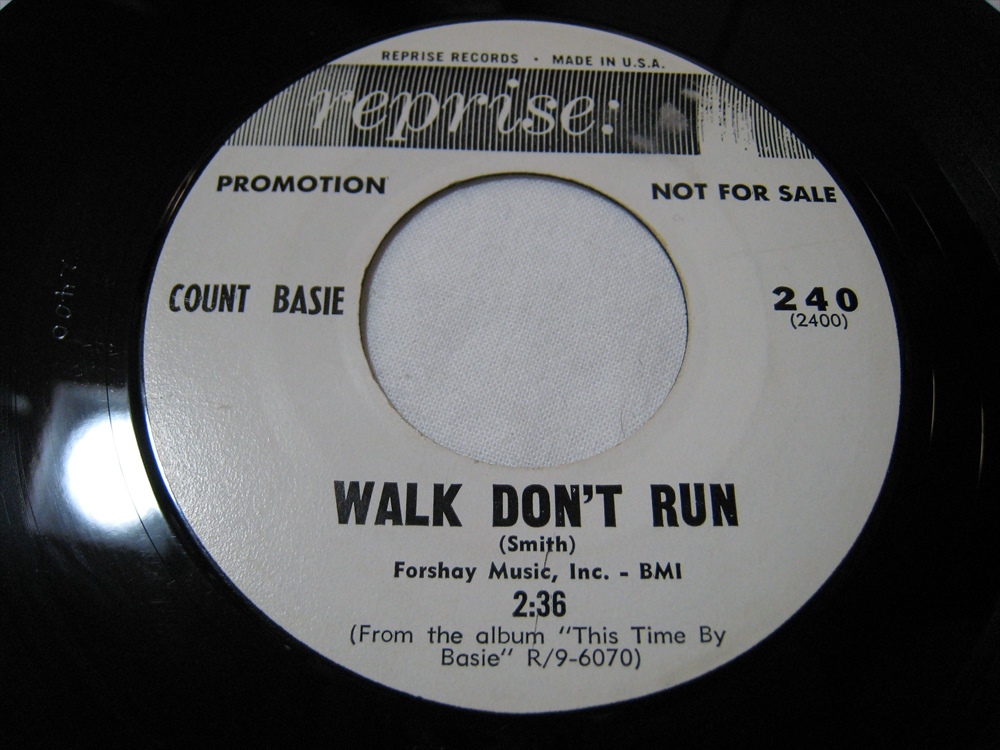 REPRISE RECORDS • MADE IN U.S.A.
reprise:
PROMOTION
NOT FOR SALE
COUNT BASIE
240
(2400)
WALK DON'T RUN
(Smith)
Forshay Music, Inc. - BMI
2:36
(From the album "This Time By
Basie" R/9-6070)